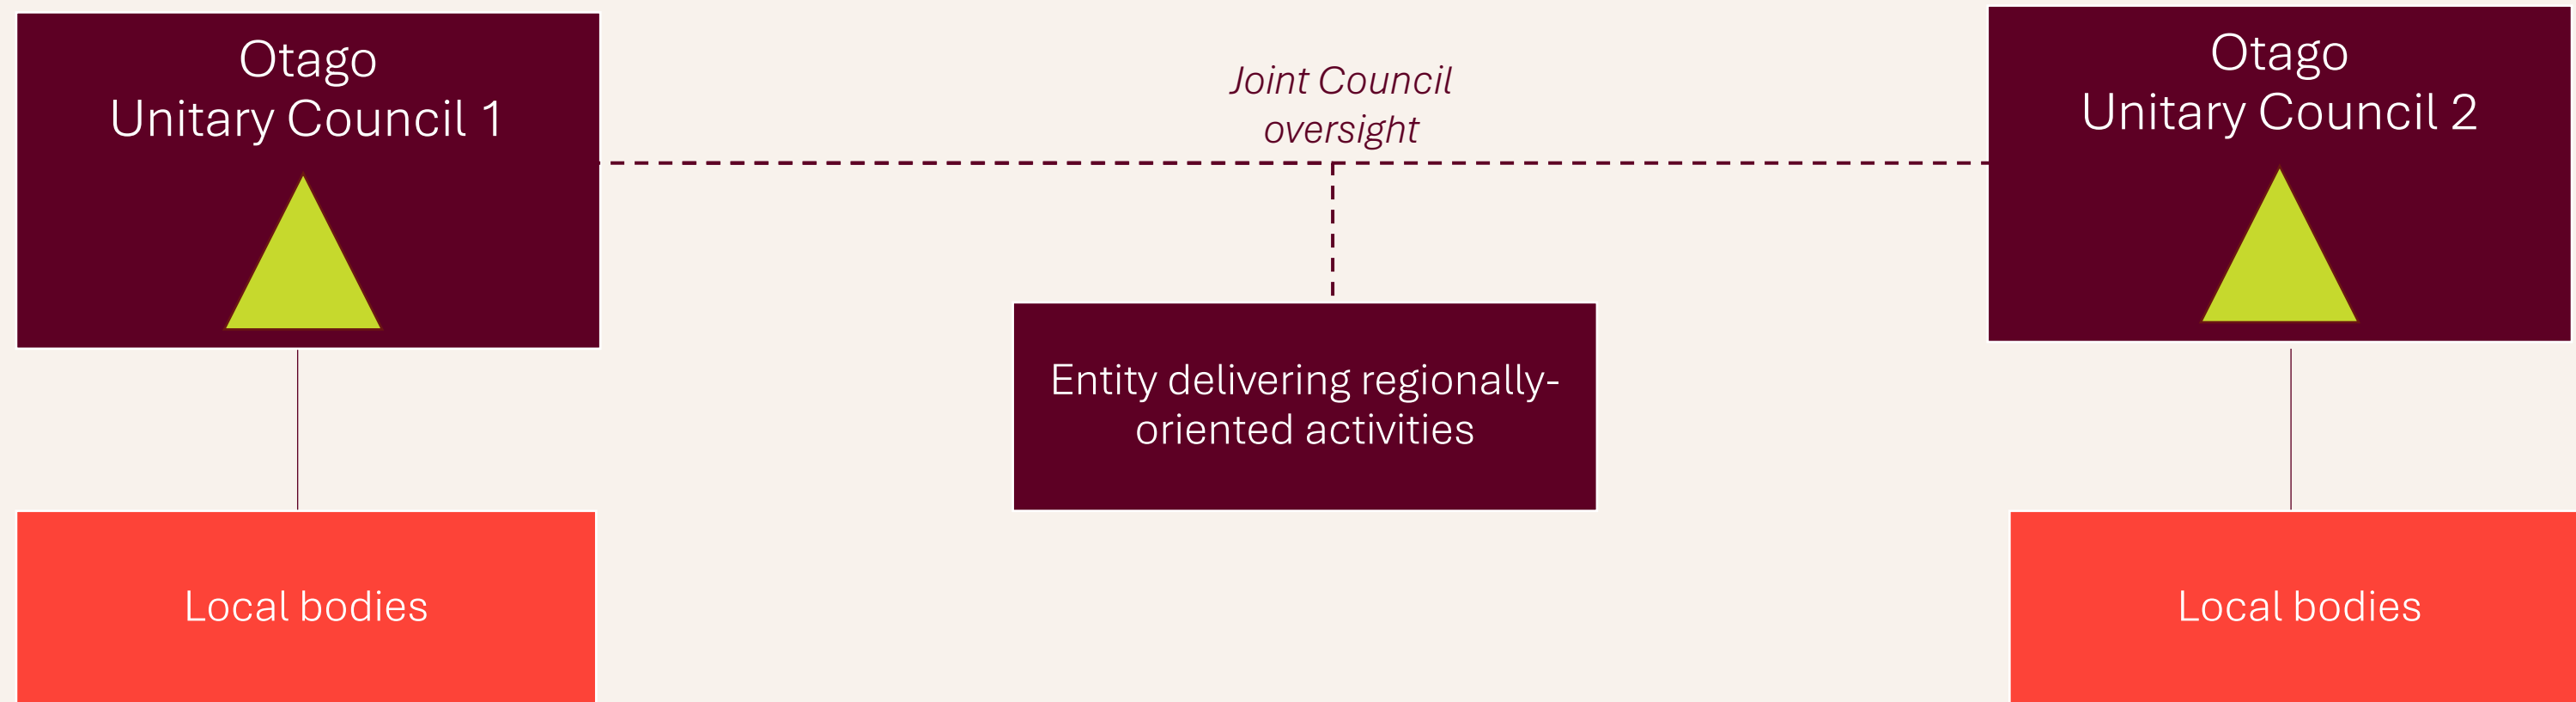 Otago
Unitary Council 1
Joint Council
oversight
Otago
Unitary Council 2
Entity delivering regionally-
oriented activities
Local bodies
Local bodies